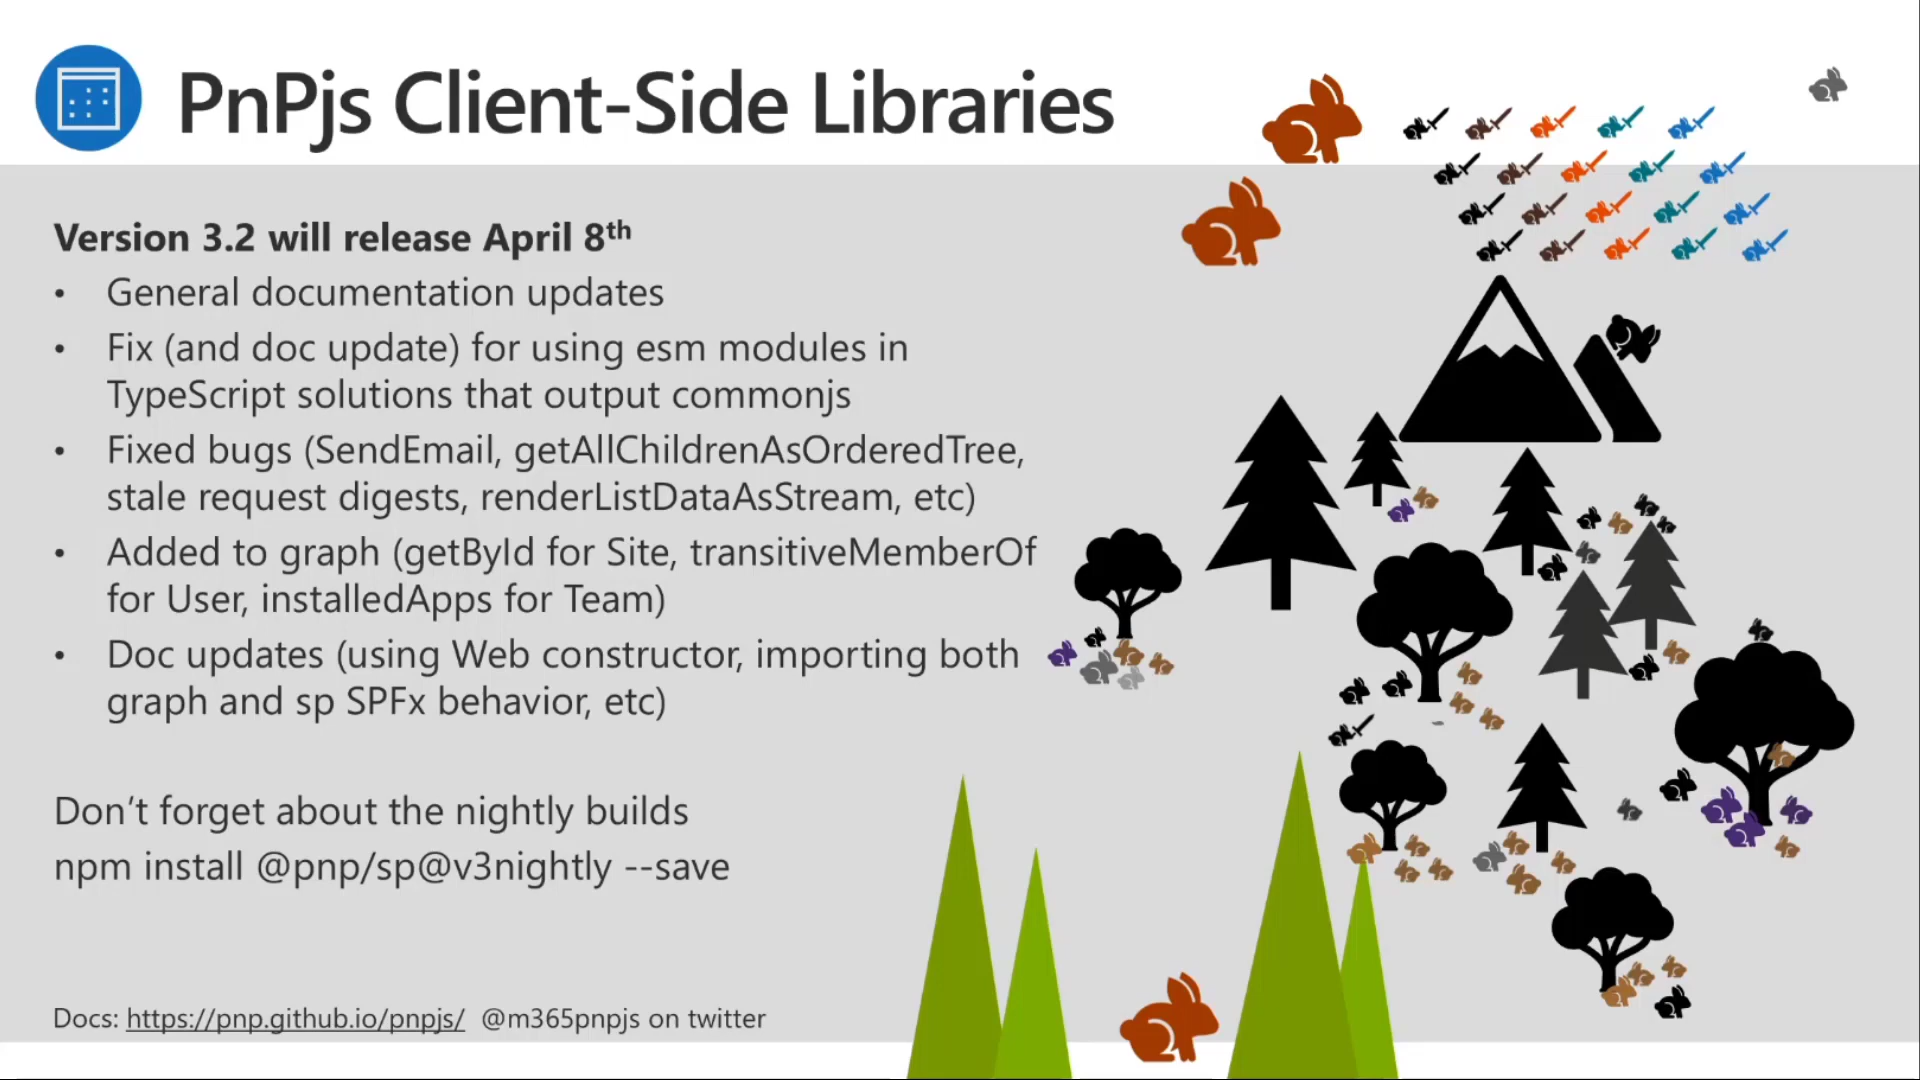 PnPjs Client-Side Libraries
Version 3.2 will release April 8th
• General documentation updates
• Fix (and doc update) for using esm modules in
TypeScript solutions that output commonjs
• Fixed bugs (SendEmail, getAllChildrenAsOrderedTree,
stale request digests, renderListDataAsStream, etc)
• Added to graph (getById for Site, transitiveMemberOf
for User, installedApps for Team)
• Doc updates (using Web constructor, importing both
graph and sp SPFx behavior, etc)
Don’t forget about the nightly builds
npm install @pnp/sp@v3nightly --save
Docs: https://pnp.github.io/pnpjs/ @m365pnpjs on twitter